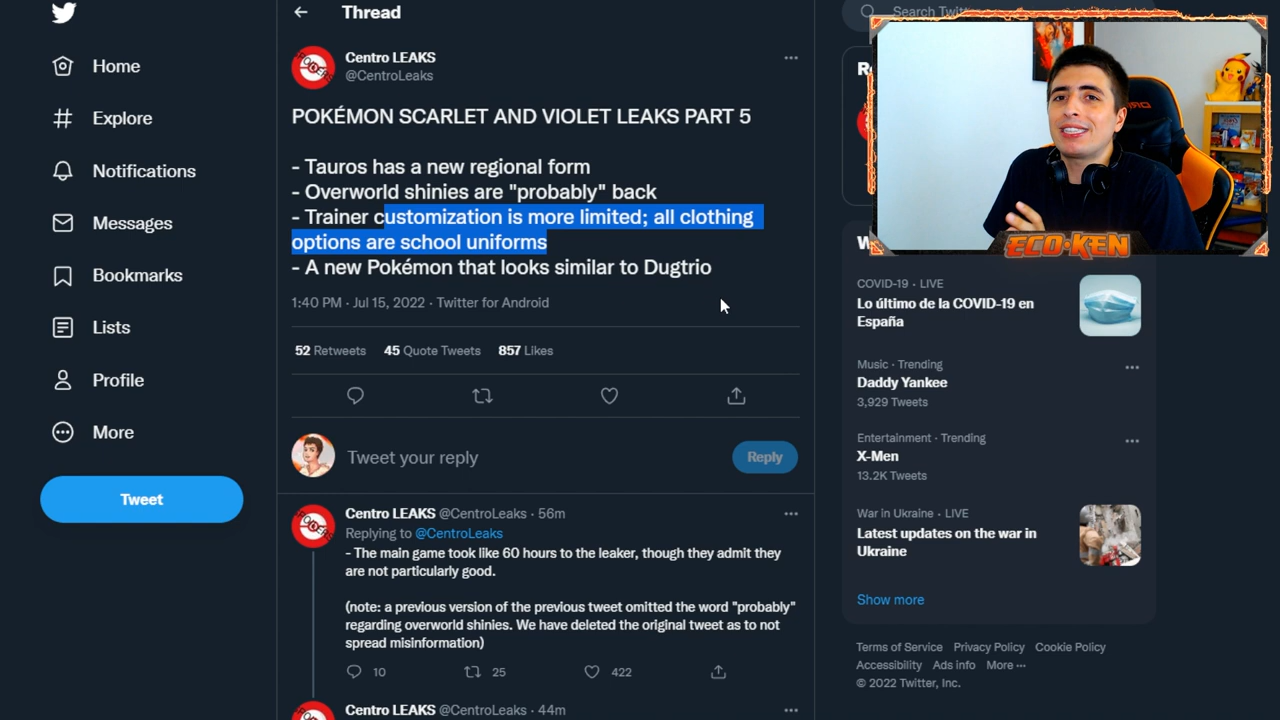 Home
Explore
Notifications
Messages
Bookmarks
Lists
Profile
More
Tweet
Thread
Centro LEAKS
@CentroLeaks
POKÉMON SCARLET AND VIOLET LEAKS PART 5
- Tauros has a new regional form
- Overworld shinies are "probably" back
- Trainer customization is more limited; all clothing
options are school uniforms
- A new Pokémon that looks similar to Dugtrio
1:40 PM · Jul 15, 2022 · Twitter for Android
52 Retweets 45 Quote Tweets 857 Likes
Tweet your reply
Reply
Centro LEAKS @CentroLeaks · 56m
Replying to @CentroLeaks
- The main game took like 60 hours to the leaker, though they admit they
are not particularly good.
(note: a previous version of the previous tweet omitted the word "probably"
regarding overworld shinies. We have deleted the original tweet as to not
spread misinformation)
10 25 422
Centro LEAKS @CentroLeaks · 44m
Search Twitter
R
W
ECO-KEN
COVID-19 · LIVE
Lo último de la COVID-19 en
España
Music · Trending
Daddy Yankee
3,929 Tweets
Entertainment · Trending
X-Men
13.2K Tweets
War in Ukraine · LIVE
Latest updates on the war in
Ukraine
Show more
Terms of Service Privacy Policy Cookie Policy
Accessibility Ads info More ···
© 2022 Twitter, Inc.